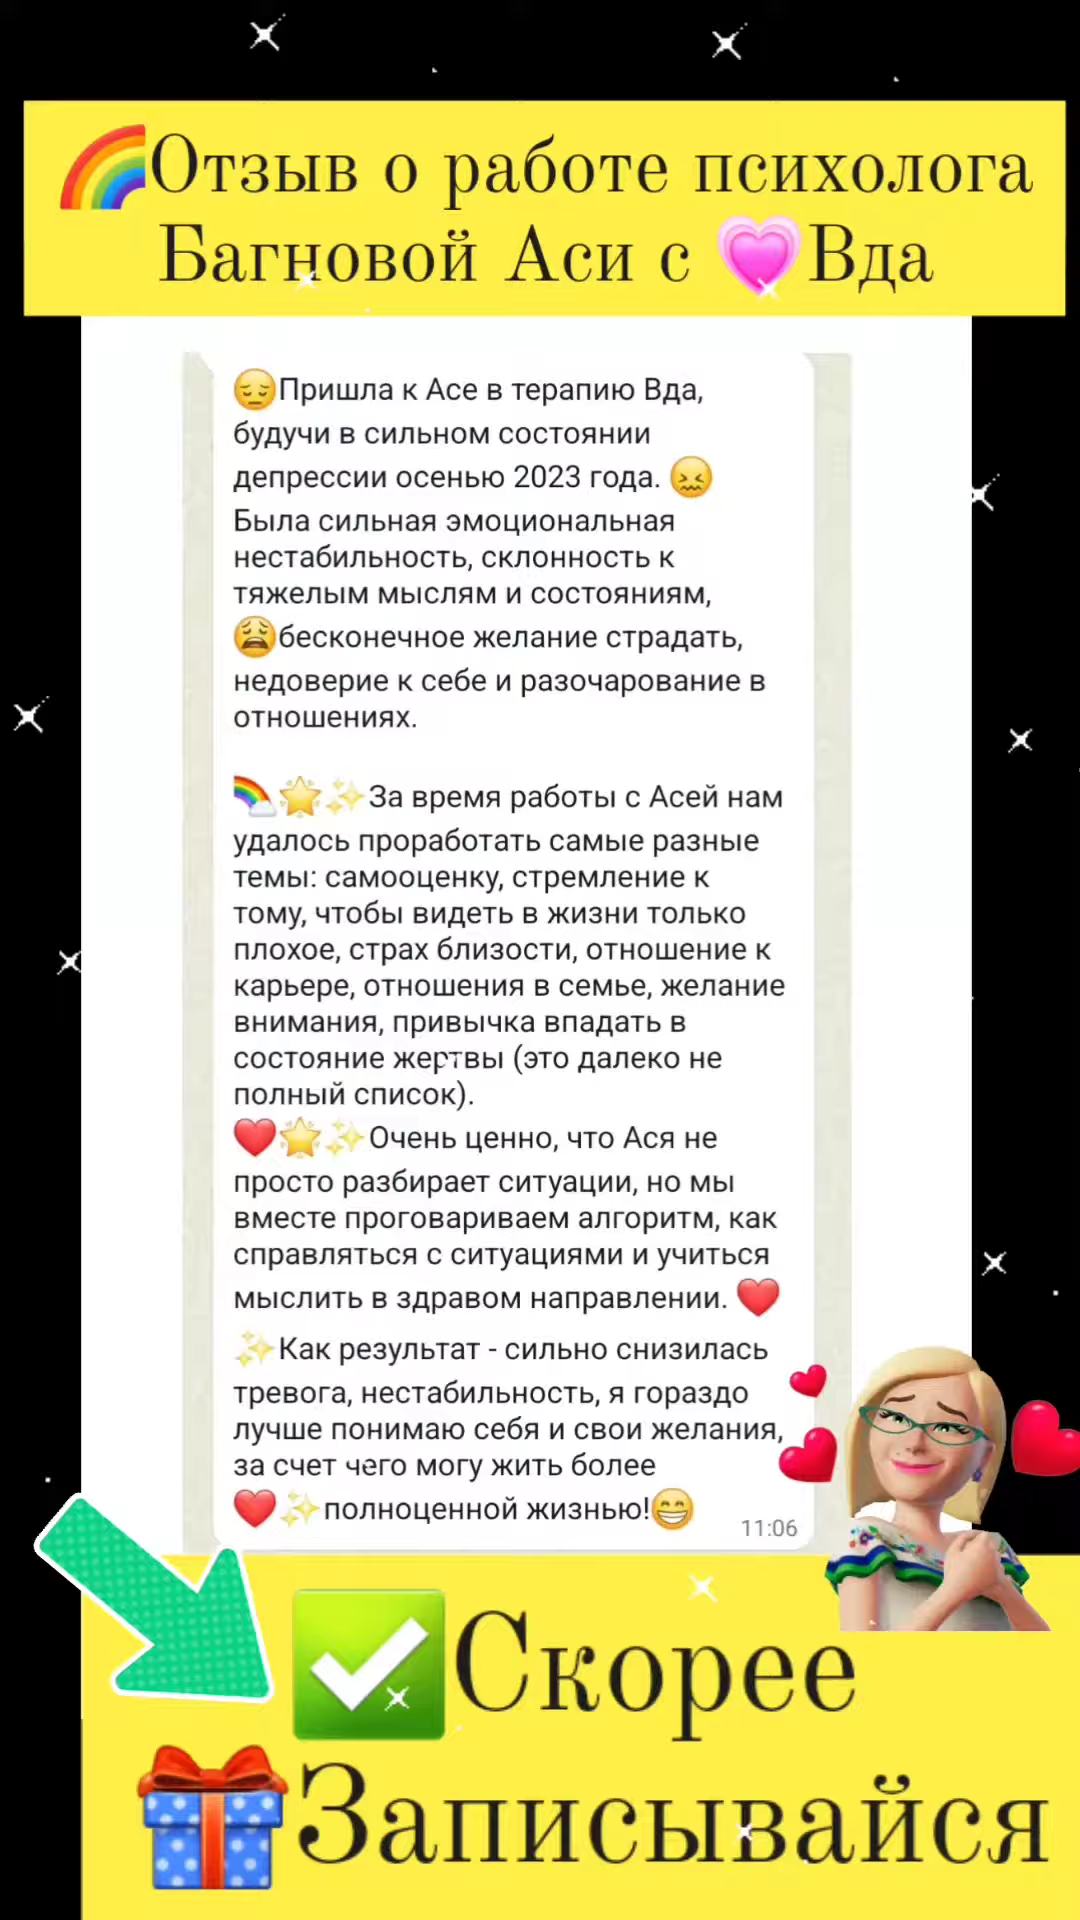 🌈Отзыв о работе психолога
Багновой Аси с 💗Вда
😔Пришла к Асе в терапию Вда,
будучи в сильном состоянии
депрессии осенью 2023 года. 😖
Была сильная эмоциональная
нестабильность, склонность к
тяжелым мыслям и состояниям,
😩бесконечное желание страдать,
недоверие к себе и разочарование в
отношениях.
🌈🌟✨За время работы с Асей нам
удалось проработать самые разные
темы: самооценку, стремление к
тому, чтобы видеть в жизни только
плохое, страх близости, отношение к
карьере, отношения в семье, желание
внимания, привычка впадать в
состояние жертвы (это далеко не
полный список).
❤️🌟✨Очень ценно, что Ася не
просто разбирает ситуации, но мы
вместе проговариваем алгоритм, как
справляться с ситуациями и учиться
мыслить в здравом направлении. ❤️
✨Как результат - сильно снизилась
тревога, нестабильность, я гораздо
лучше понимаю себя и свои желания,
за счет чего могу жить более
❤️✨полноценной жизнью!😁
11:06
✅Скорее
🎁Записывайся